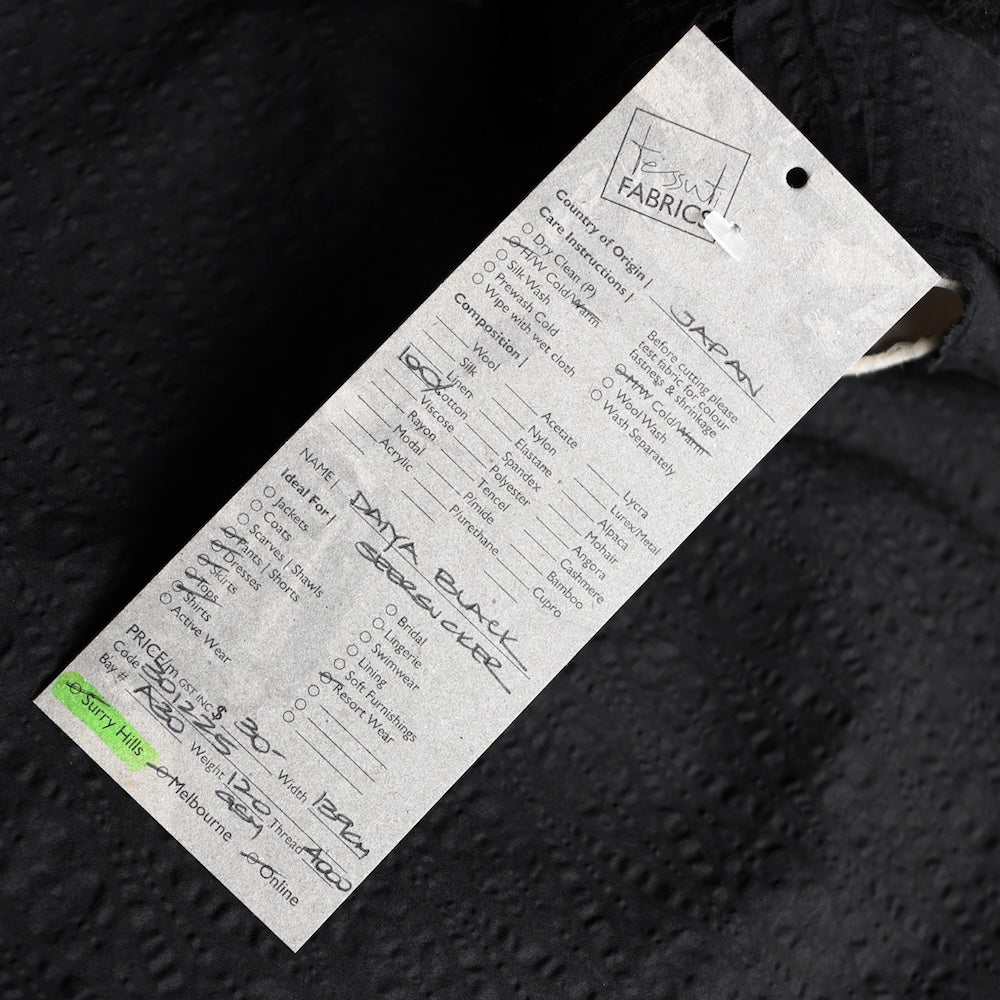 tessuti
FABRICS
Country of Origin | JAPAN
Care Instructions |
Dry Clean (P)
H/W Cold/Warm
Silk Wash
Prewash Cold
Wipe with wet cloth
Before cutting please
test fabric for colour
fastness & shrinkage
M/W Cold/Warm
Wool Wash
Wash Separately
Composition |
Wool
Silk
Linen
100% Cotton
Viscose
Rayon
Modal
Acrylic
Acetate
Nylon
Elastane
Spandex
Polyester
Tencel
P/mide
P/urethane
Lycra
Lurex/Metal
Alpaca
Mohair
Angora
Cashmere
Bamboo
Cupro
NAME | DAIYA BLACK
SEERSUCKER
Ideal For |
Jackets
Coats
Scarves | Shawls
Pants | Shorts
Dresses
Skirts
Tops
Shirts
Active Wear
Bridal
Lingerie
Swimwear
Lining
Soft Furnishings
Resort Wear
PRICE/m GST INC $ 30- Width 139cm
Code 301225 Weight 120 GSM Thread 4000
Bay # A30
Surry Hills Melbourne Online